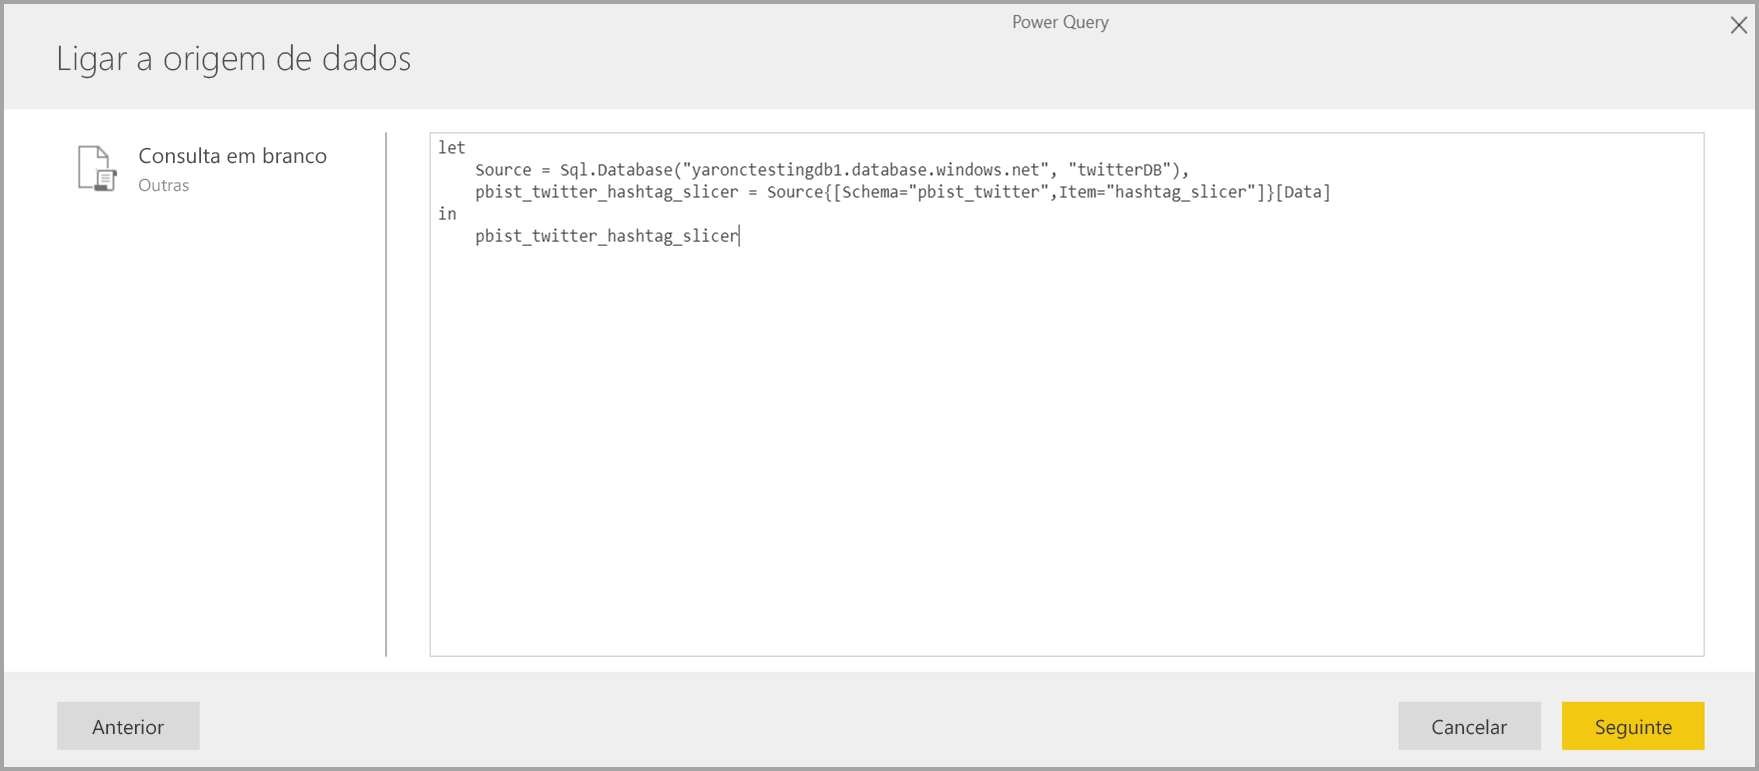 Power Query
Ligar a origem de dados
Consulta em branco
Outras
let
    Source = Sql.Database("yaronctestingdb1.database.windows.net", "twitterDB"),
    pbist_twitter_hashtag_slicer = Source{[Schema="pbist_twitter",Item="hashtag_slicer"]}[Data]
in
    pbist_twitter_hashtag_slicer
Anterior
Cancelar
Seguinte